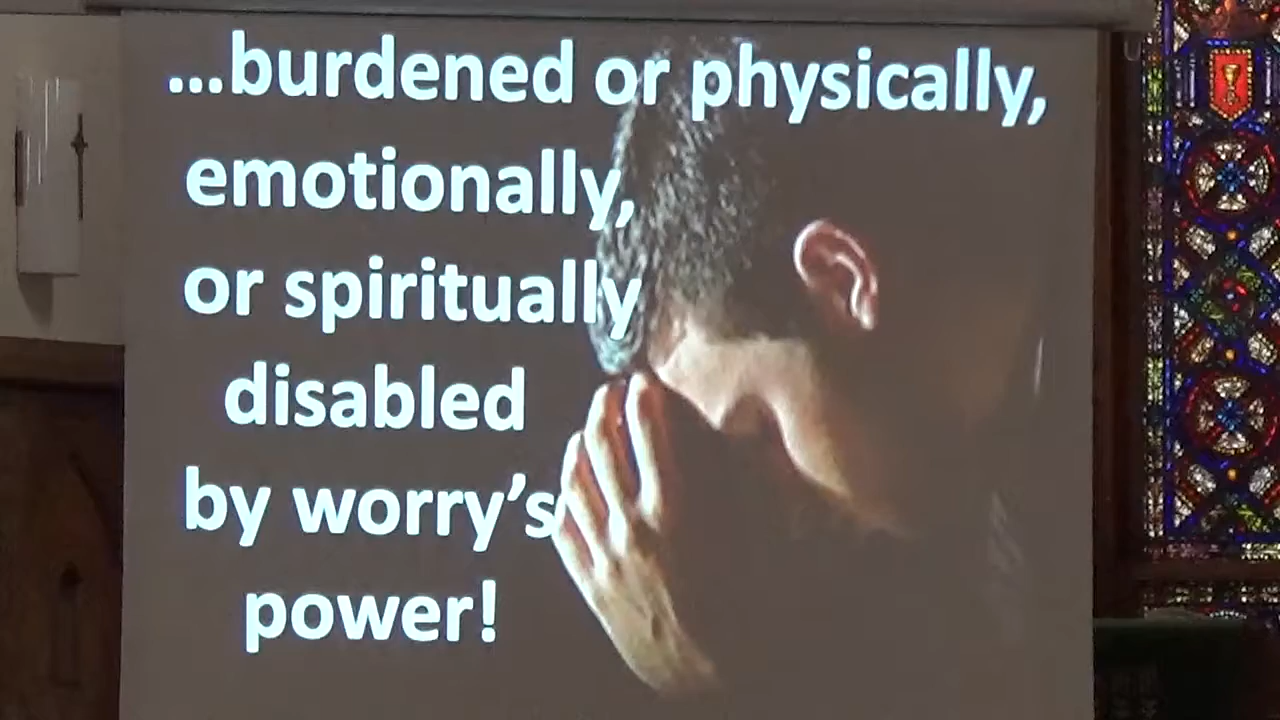 ...burdened or physically,
emotionally,
or spiritually
disabled
by worry’s
power!